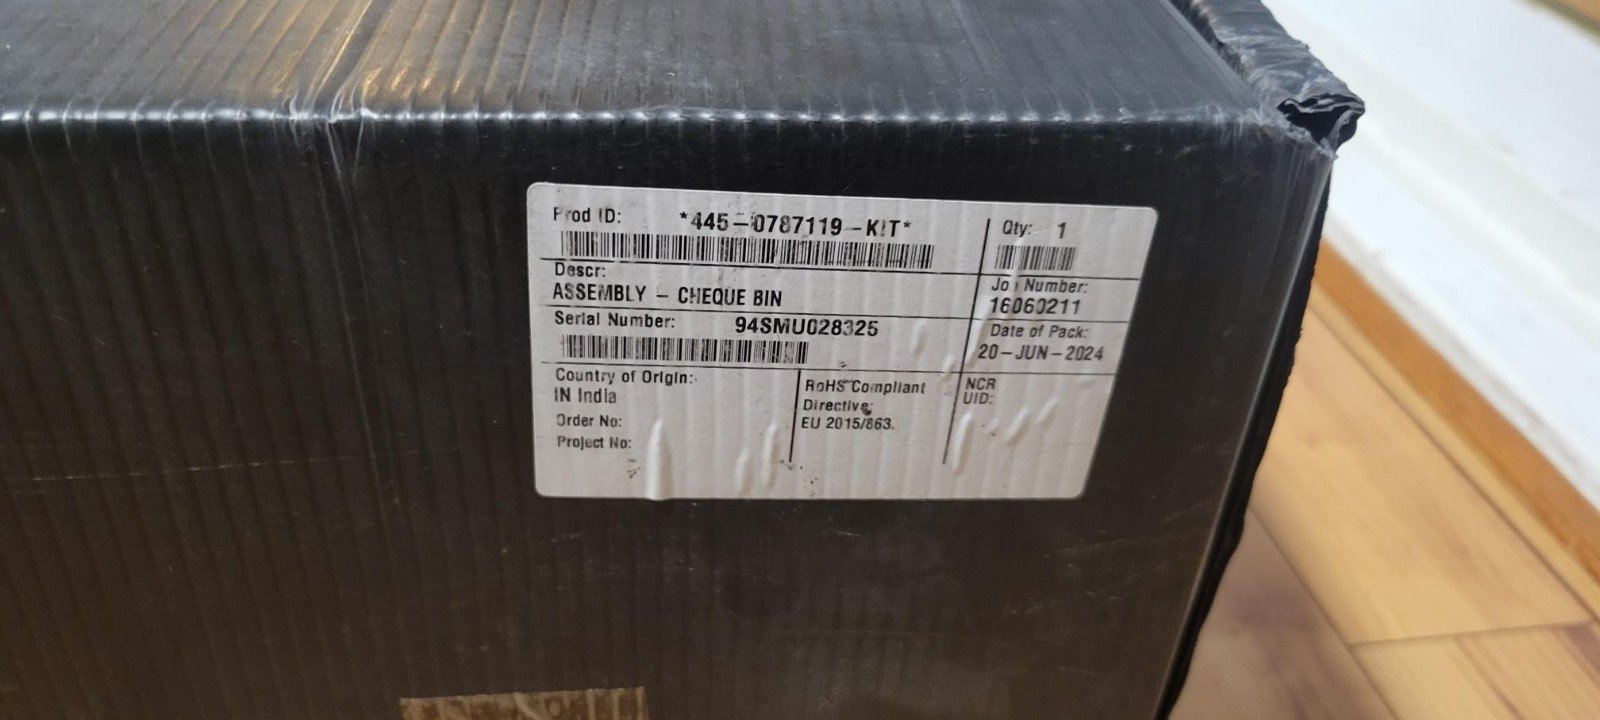 Prod ID: *445-0787119-KIT*
Qty: 1
Descr:
ASSEMBLY - CHEQUE BIN
Job Number:
16060211
Serial Number: 94SMU028325
Date of Pack:
20-JUN-2024
Country of Origin:
IN India
RoHS Compliant
Directive:
EU 2015/863.
NCR
UID:
Order No:
Project No: